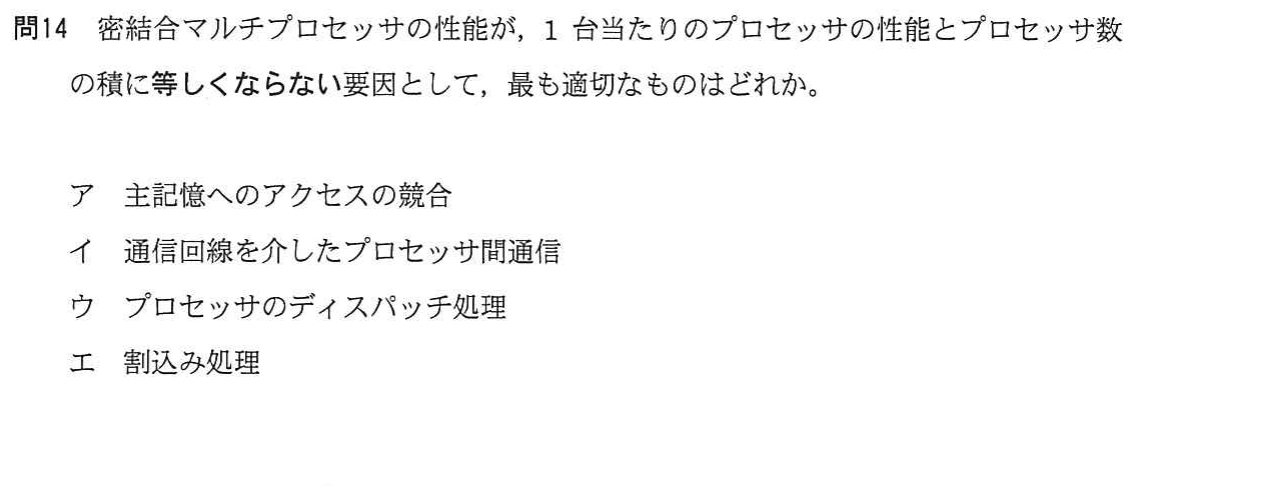 問14 密結合マルチプロセッサの性能が，1 台当たりのプロセッサの性能とプロセッサ数
の積に等しくならない要因として，最も適切なものはどれか。
ア 主記憶へのアクセスの競合
イ 通信回線を介したプロセッサ間通信
ウ プロセッサのディスパッチ処理
エ 割込み処理